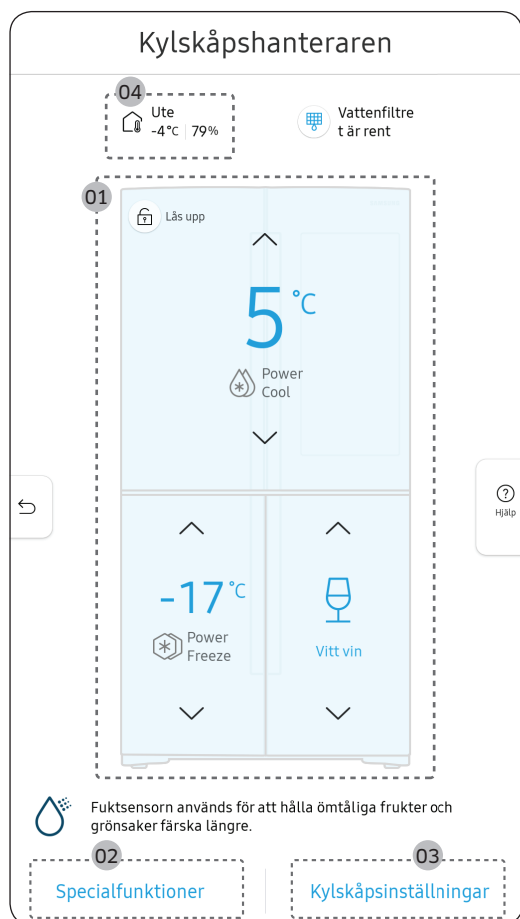 Kylskåpshanteraren
04
Ute
-4°C | 79%
Vattenfiltre
t är rent
01
Lås upp
5°C
Power
Cool
Hjälp
-17°C
Power
Freeze
Vitt vin
Fuktsensorn används för att hålla ömtåliga frukter och
grönsaker färska längre.
02
03
Specialfunktioner
Kylskåpsinställningar